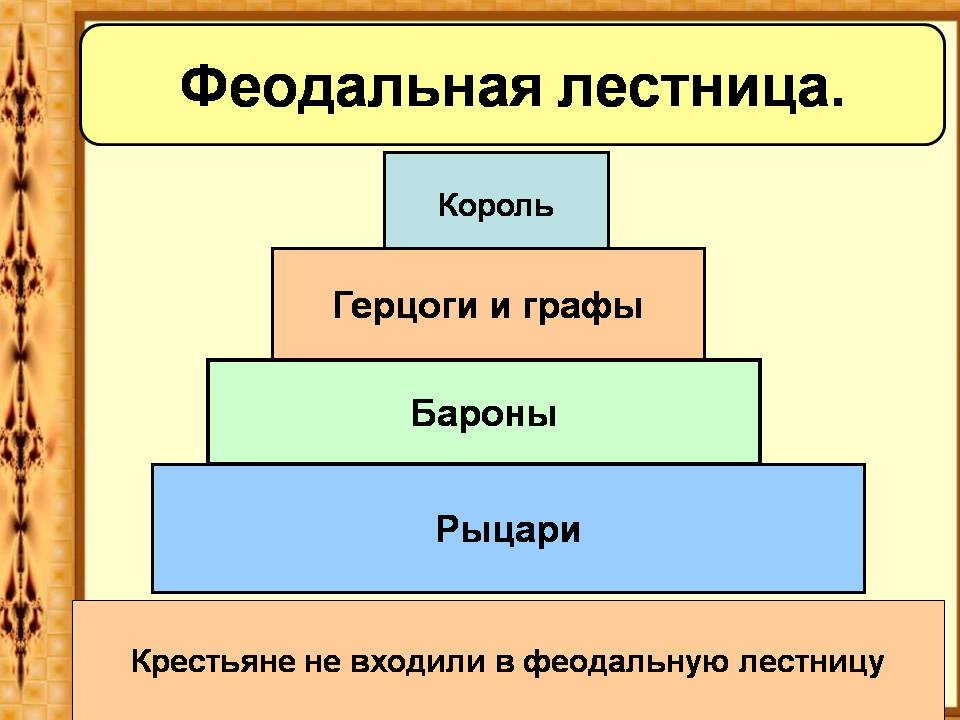 Феодальная лестница.
Король
Герцоги и графы
Бароны
Рыцари
Крестьяне не входили в феодальную лестницу